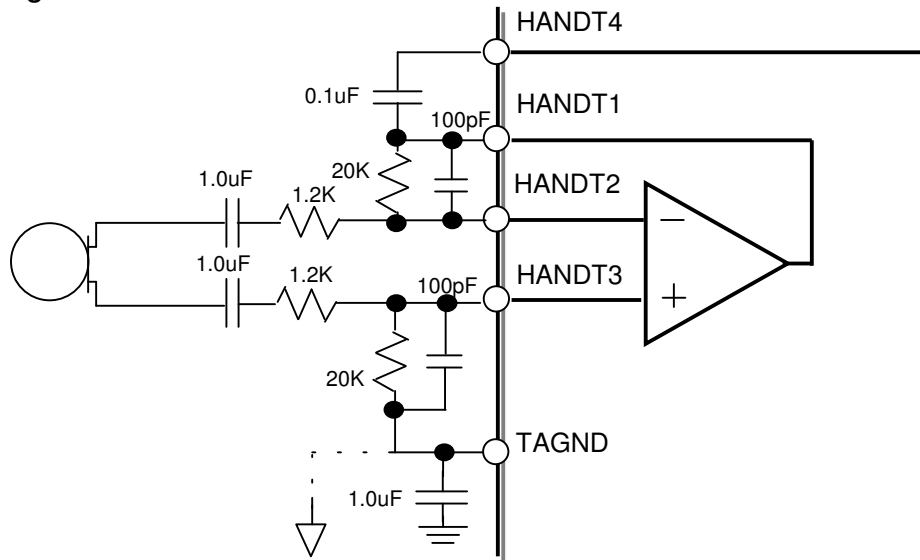 HANDT4
0.1uF
HANDT1
100pF
20K
HANDT2
1.0uF
1.2K
−
1.0uF
1.2K
100pF
HANDT3
+
20K
TAGND
1.0uF